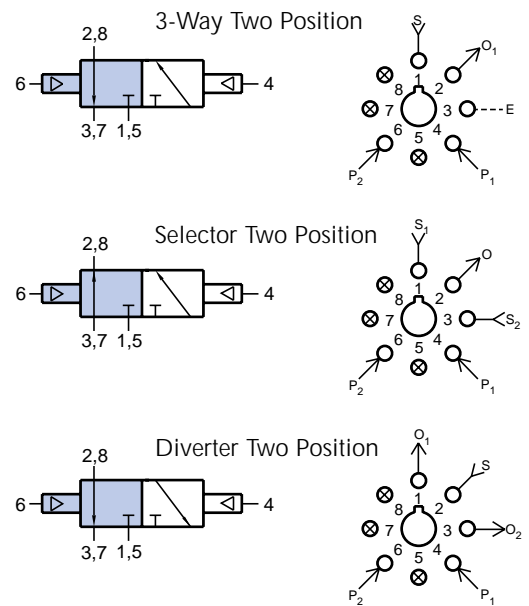 3-Way Two Position
2,8
6
4
3,7 1,5
S
O1
1
8 2
7 3 E
6 4
5
P2 P1
Selector Two Position
2,8
6
4
3,7 1,5
S1
O
1
8 2
7 3 S2
6 4
5
P2 P1
Diverter Two Position
2,8
6
4
3,7 1,5
O1
S
1
8 2
7 3 O2
6 4
5
P2 P1